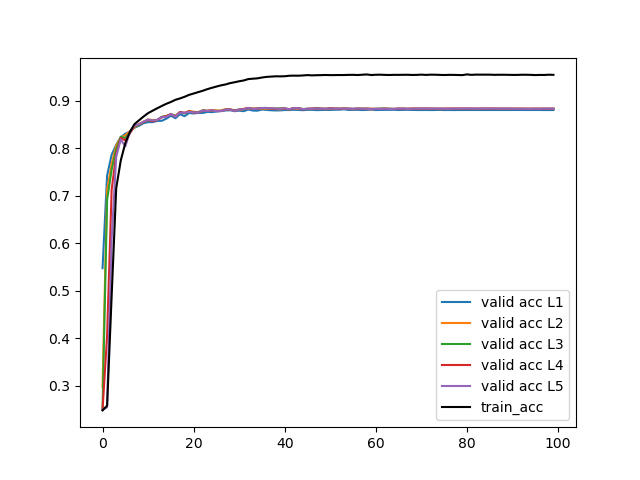 0.9
0.8
0.7
0.6
0.5
0.4
0.3
valid acc L1
valid acc L2
valid acc L3
valid acc L4
valid acc L5
train_acc
0 20 40 60 80 100